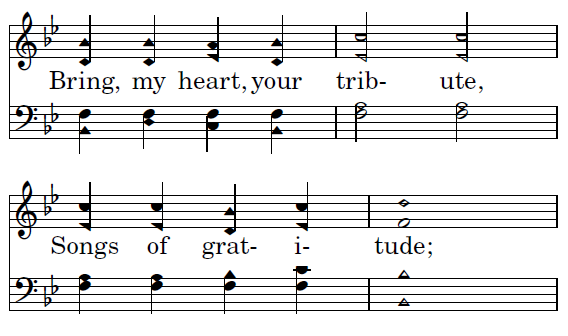 Bring, my heart, your trib- ute,
Songs of grat- i- tude;